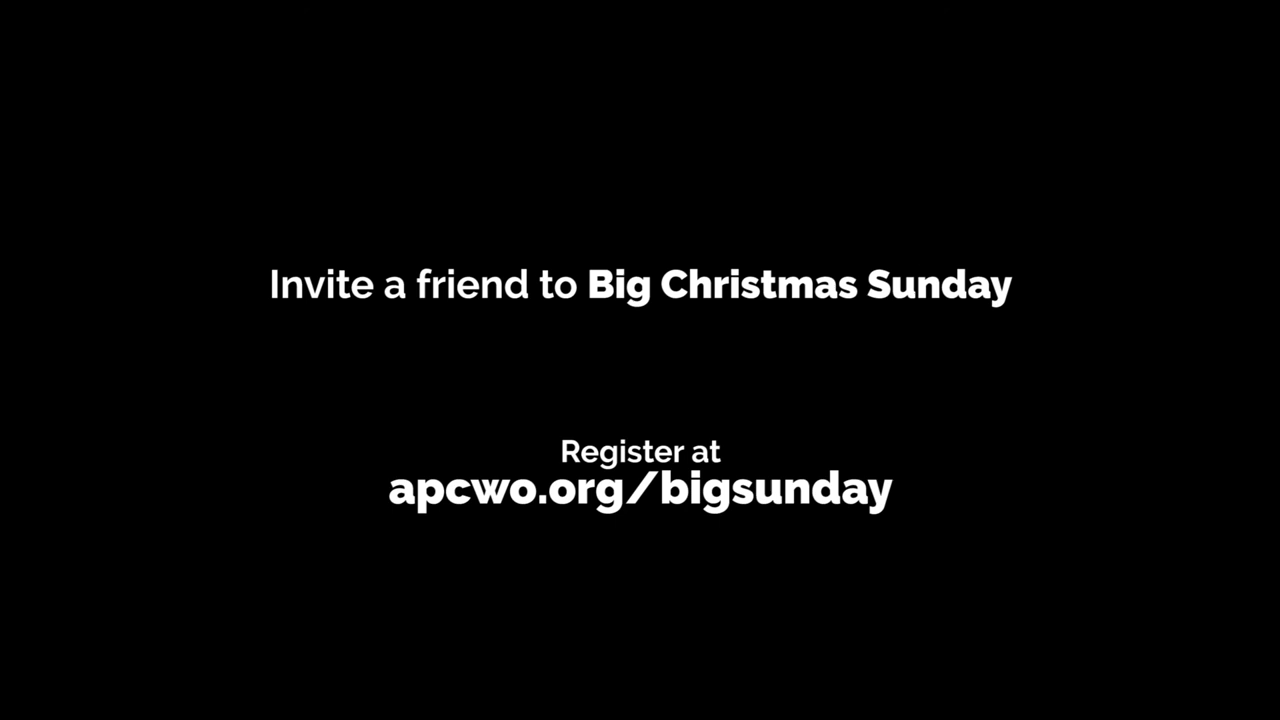 Invite a friend to Big Christmas Sunday
Register at
apcwo.org/bigsunday